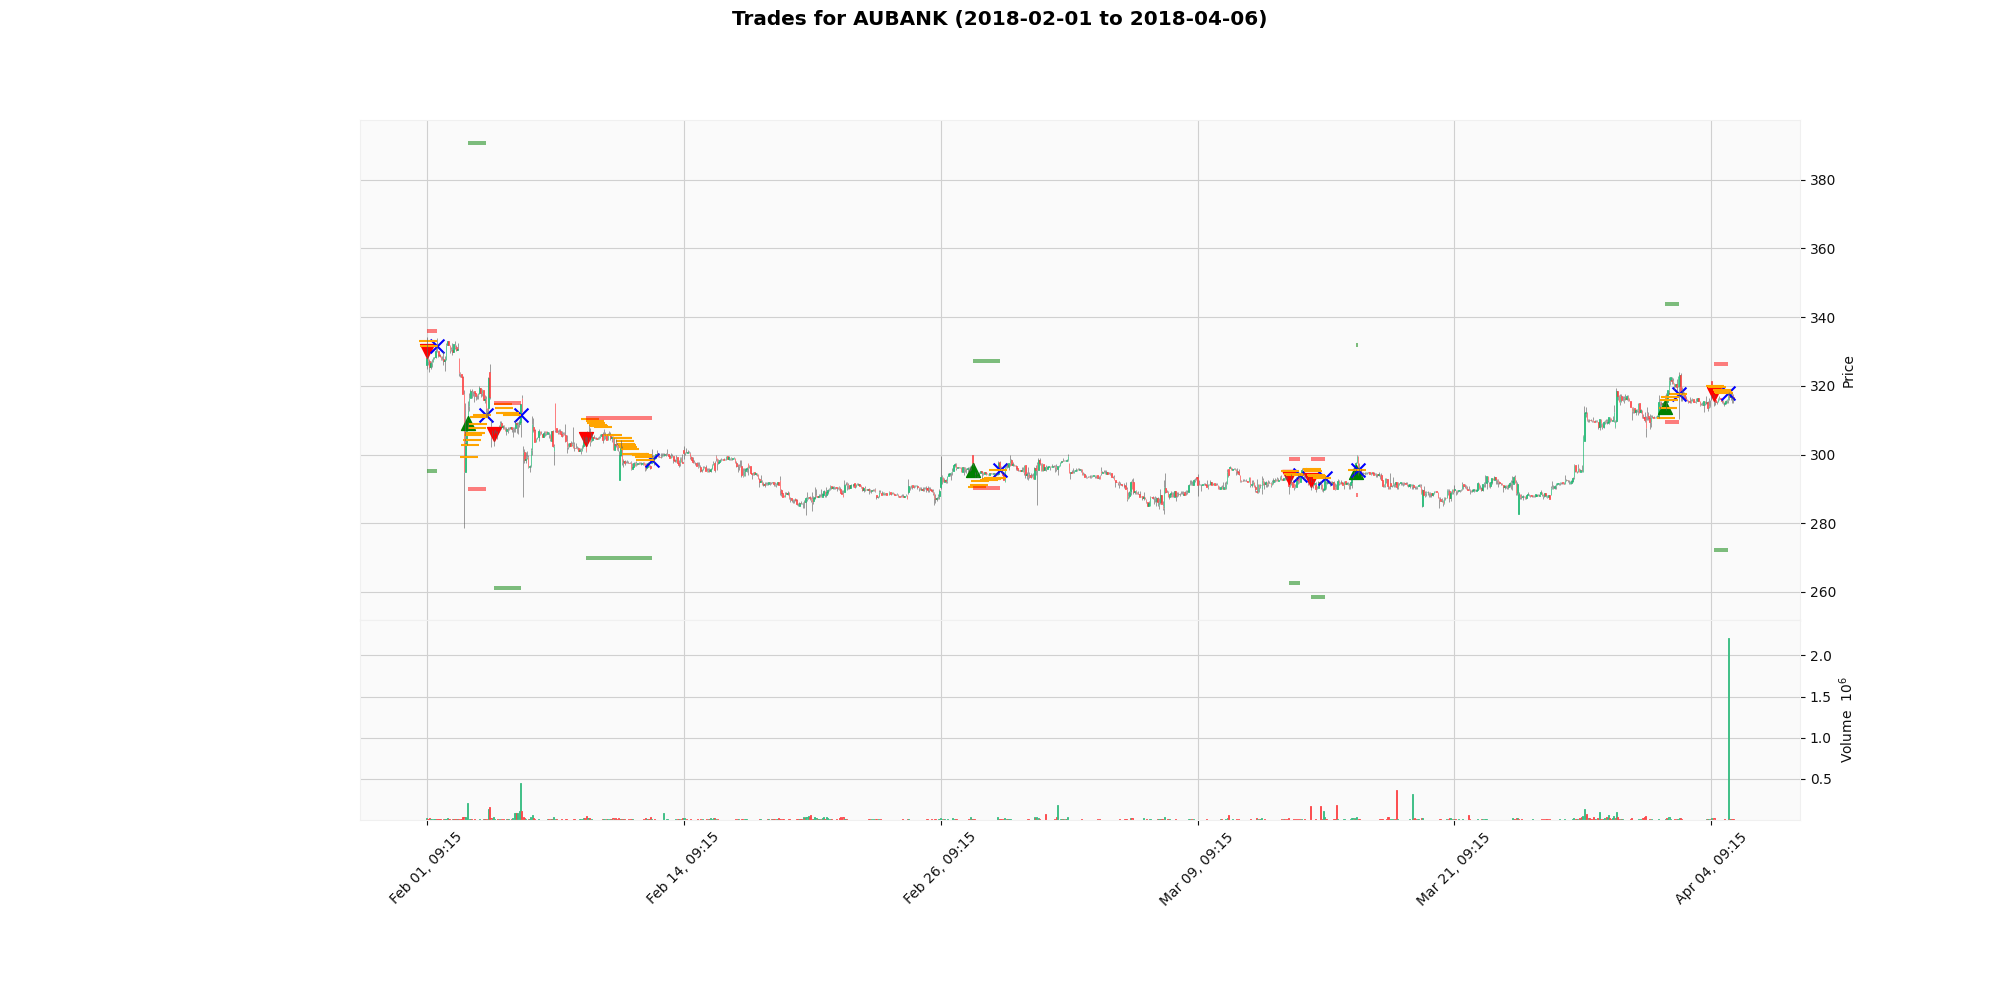 Trades for AUBANK (2018-02-01 to 2018-04-06)
380
360
340
320
300
280
260
Price
2.0
1.5
1.0
0.5
Volume 10^6
Feb 01, 09:15
Feb 14, 09:15
Feb 26, 09:15
Mar 09, 09:15
Mar 21, 09:15
Apr 04, 09:15